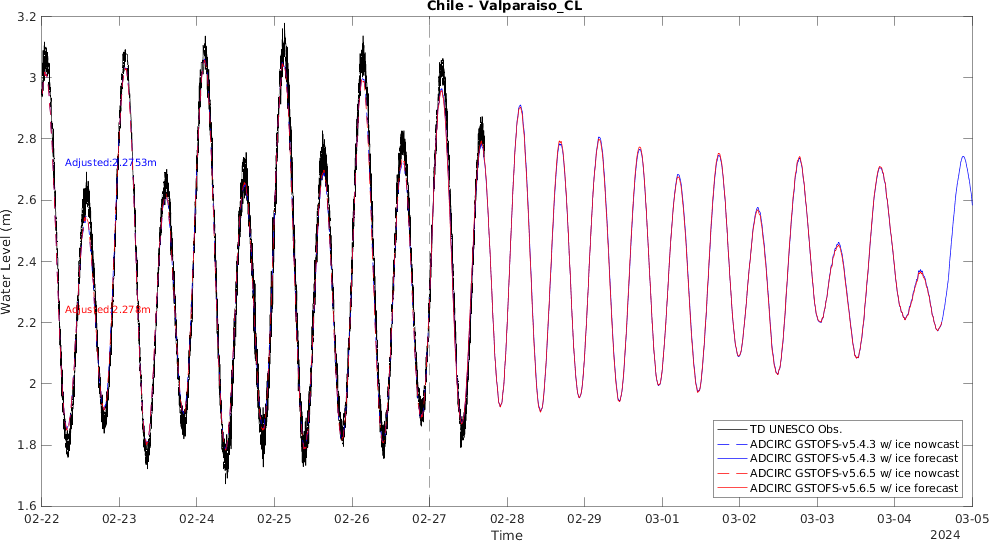 Chile - Valparaiso_CL
3.2
3
2.8
2.6
2.4
2.2
2
1.8
1.6
Water Level (m)
Adjusted:2.2753m
Adjusted:2.278m
TD UNESCO Obs.
ADCIRC GSTOFS-v5.4.3 w/ ice nowcast
ADCIRC GSTOFS-v5.4.3 w/ ice forecast
ADCIRC GSTOFS-v5.6.5 w/ ice nowcast
ADCIRC GSTOFS-v5.6.5 w/ ice forecast
02-22 02-23 02-24 02-25 02-26 02-27 02-28 02-29 03-01 03-02 03-03 03-04 03-05
Time
2024